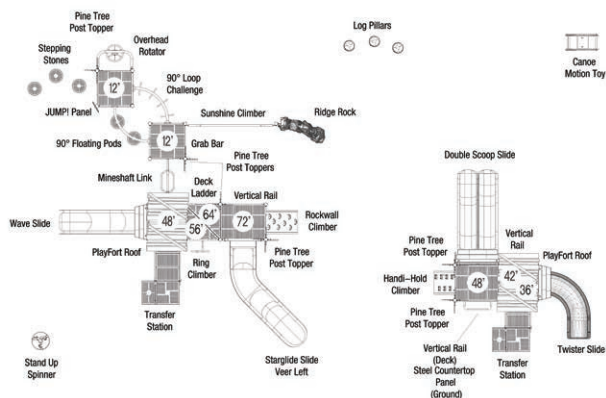 Pine Tree
Post Topper
Overhead
Rotator
Stepping
Stones
12'
JUMP! Panel
90° Loop
Challenge
90° Floating Pods
12'
Grab Bar
Sunshine Climber
Ridge Rock
Log Pillars
Canoe
Motion Toy
Mineshaft Link
Deck
Ladder
Pine Tree
Post Toppers
Vertical Rail
Wave Slide
48'
56'
64'
72'
Rockwall
Climber
PlayFort Roof
Ring
Climber
Pine Tree
Post Topper
Transfer
Station
Starglide Slide
Veer Left
Stand Up
Spinner
Double Scoop Slide
Pine Tree
Post Topper
Vertical
Rail
PlayFort Roof
Handi-Hold
Climber
48'
42'
36'
Pine Tree
Post Topper
Vertical Rail
(Deck)
Steel Countertop
Panel
(Ground)
Transfer
Station
Twister Slide